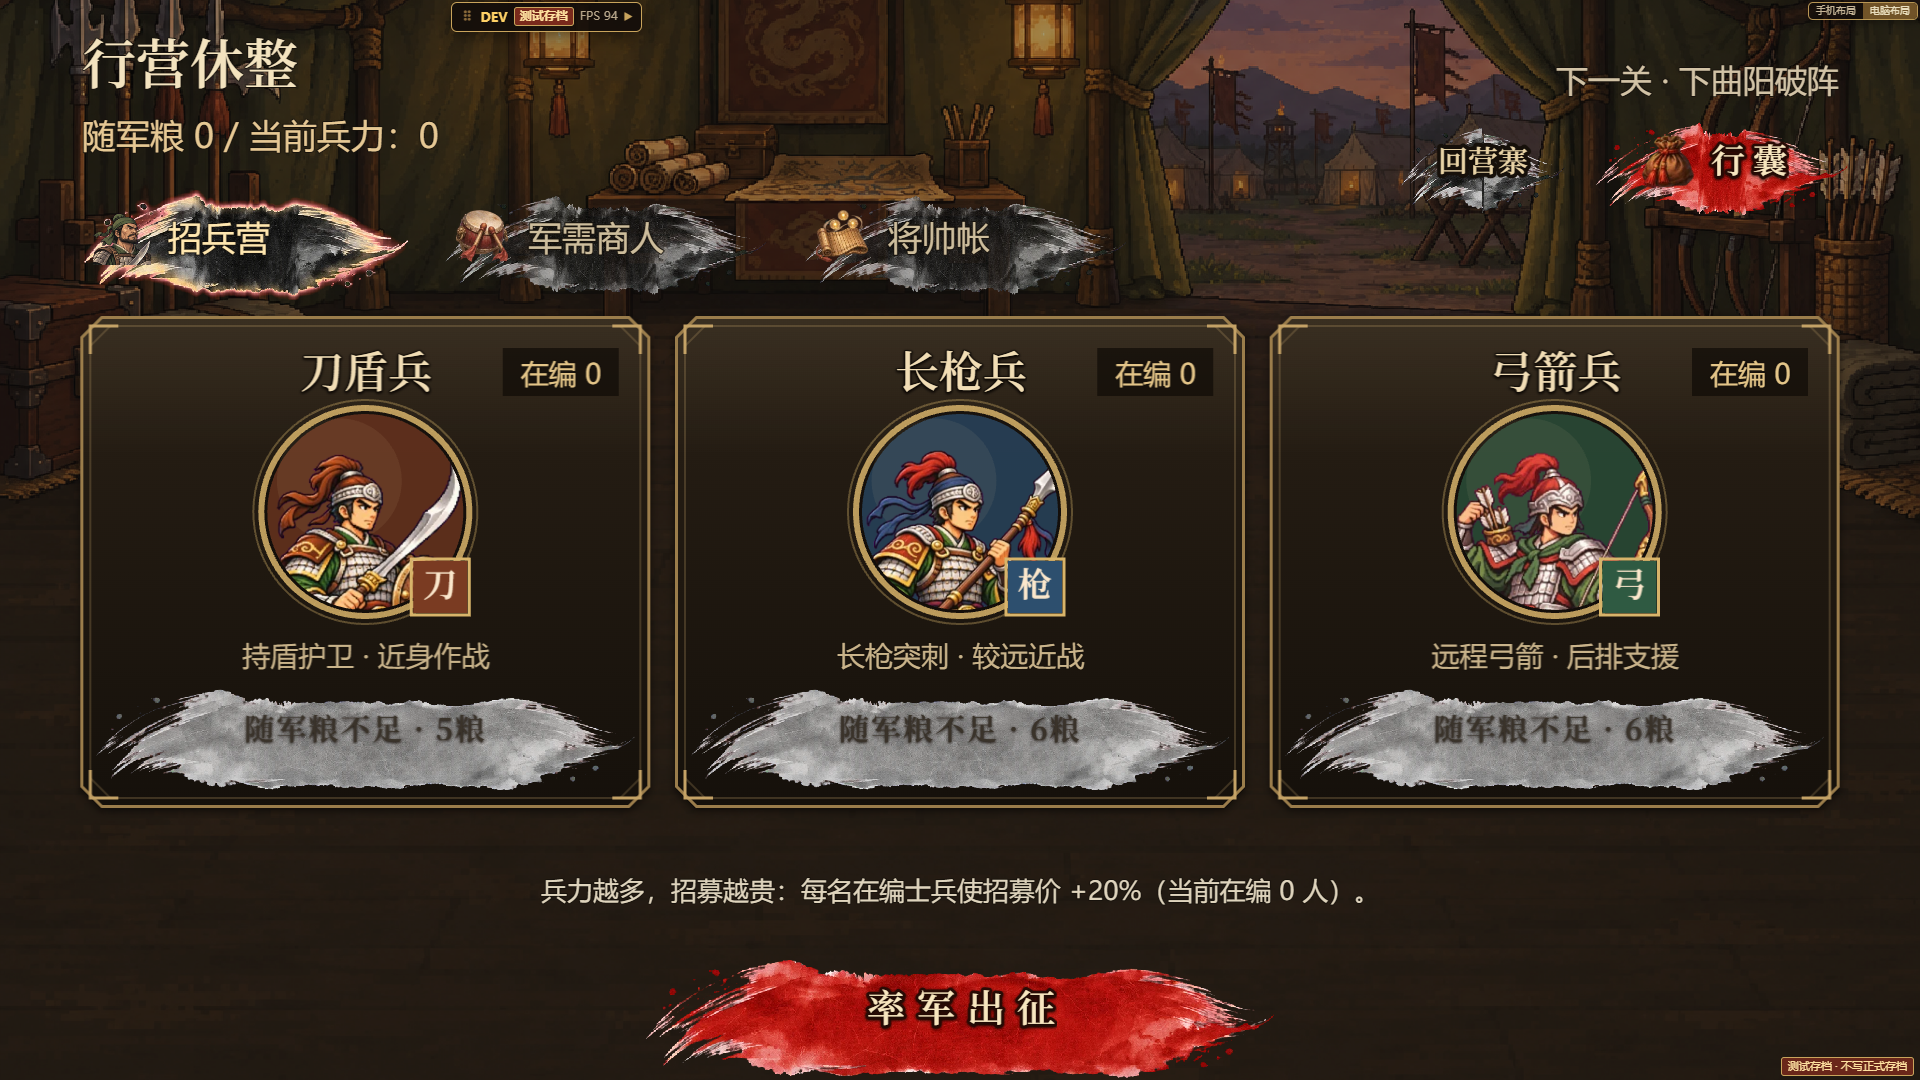 DEV 测试存档 FPS 94 ▶
手机布局 电脑布局
行营休整
下一关 · 下曲阳破阵
随军粮 0 / 当前兵力：0
回营寨
行囊
招兵营
军需商人
将帅帐
刀盾兵
在编 0
刀
持盾护卫 · 近身作战
随军粮不足 · 5粮
长枪兵
在编 0
枪
长枪突刺 · 较远近战
随军粮不足 · 6粮
弓箭兵
在编 0
弓
远程弓箭 · 后排支援
随军粮不足 · 6粮
兵力越多，招募越贵：每名在编士兵使招募价 +20%（当前在编 0 人）。
率军出征
测试存档 · 不写正式存档